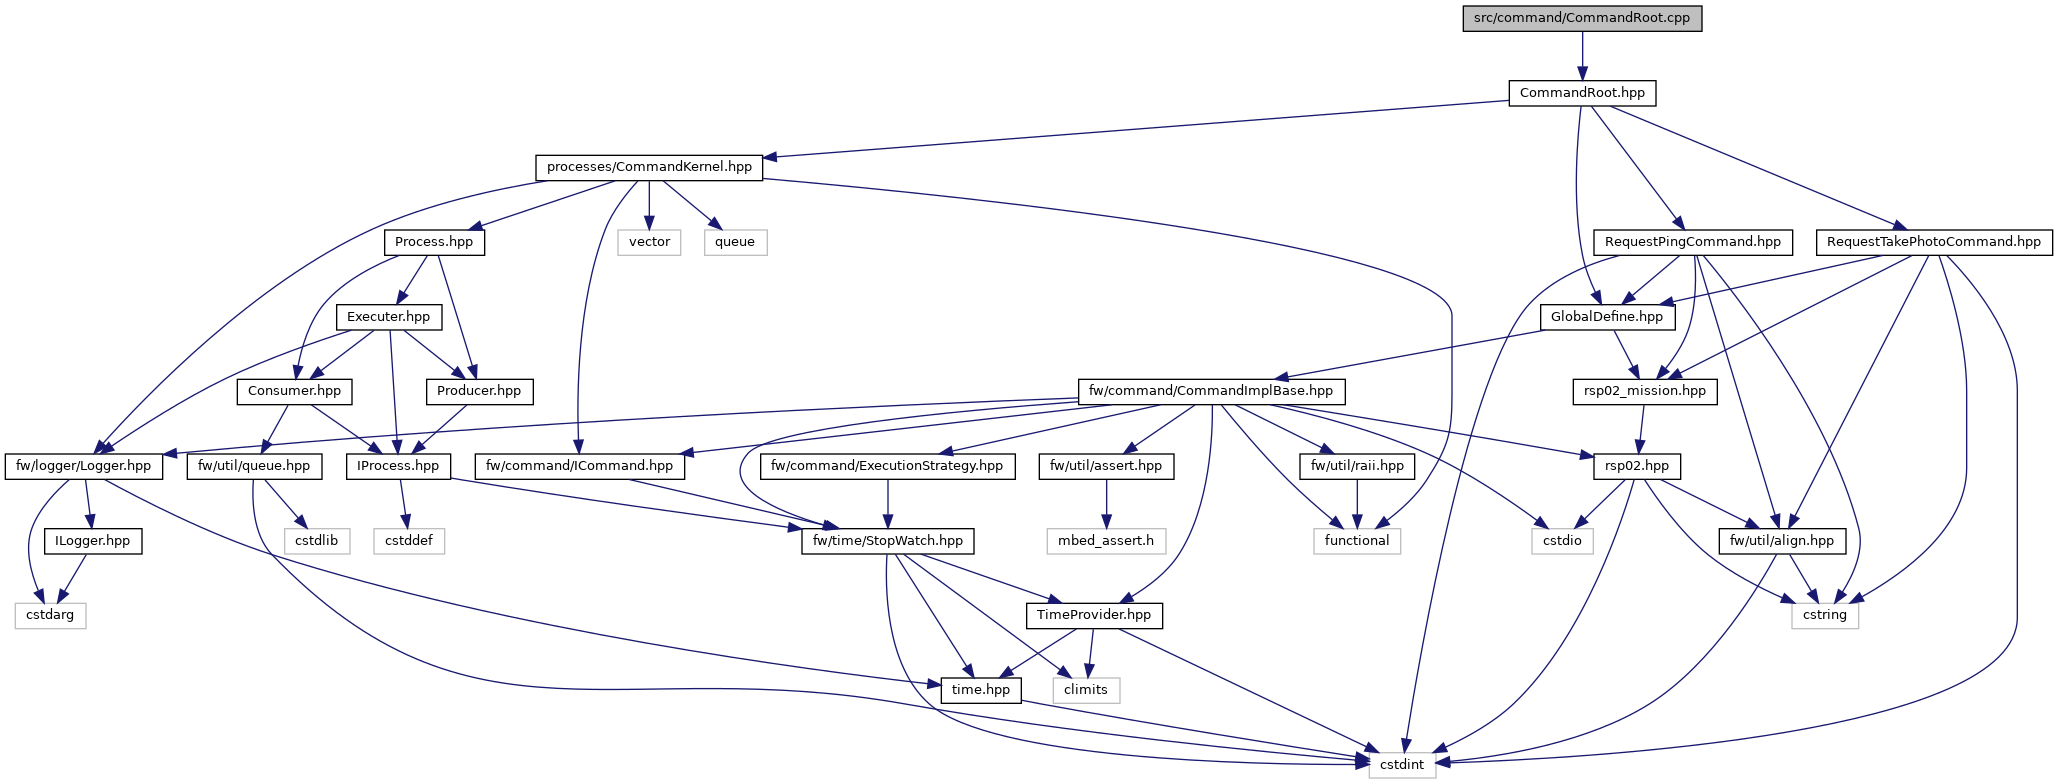 src/command/CommandRoot.cpp
CommandRoot.hpp
processes/CommandKernel.hpp
Process.hpp
vector
queue
RequestPingCommand.hpp
RequestTakePhotoCommand.hpp
Executer.hpp
GlobalDefine.hpp
Consumer.hpp
Producer.hpp
fw/command/CommandImplBase.hpp
rsp02_mission.hpp
fw/logger/Logger.hpp
fw/util/queue.hpp
IProcess.hpp
fw/command/ICommand.hpp
fw/command/ExecutionStrategy.hpp
fw/util/assert.hpp
fw/util/raii.hpp
rsp02.hpp
ILogger.hpp
cstdlib
cstddef
fw/time/StopWatch.hpp
mbed_assert.h
functional
cstdio
fw/util/align.hpp
cstdarg
TimeProvider.hpp
cstring
time.hpp
climits
cstdint